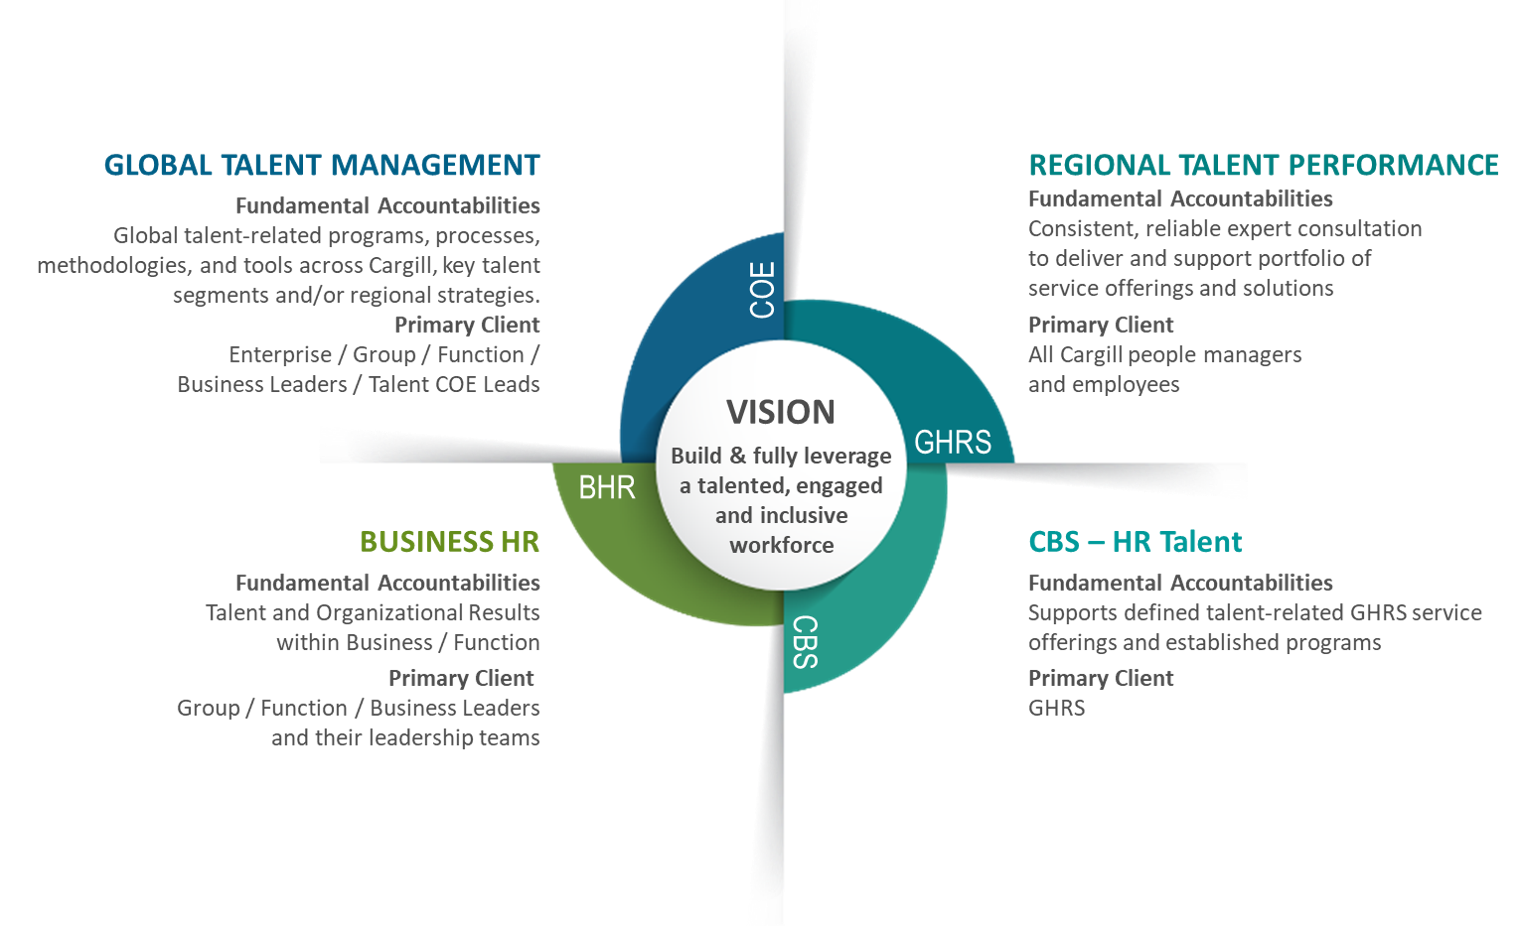 GLOBAL TALENT MANAGEMENT
Fundamental Accountabilities
Global talent-related programs, processes,
methodologies, and tools across Cargill, key talent
segments and/or regional strategies.
Primary Client
Enterprise / Group / Function /
Business Leaders / Talent COE Leads
REGIONAL TALENT PERFORMANCE
Fundamental Accountabilities
Consistent, reliable expert consultation
to deliver and support portfolio of
service offerings and solutions
Primary Client
All Cargill people managers
and employees
COE
GHRS
VISION
Build & fully leverage
a talented, engaged
and inclusive
workforce
BHR
CBS
BUSINESS HR
Fundamental Accountabilities
Talent and Organizational Results
within Business / Function
Primary Client
Group / Function / Business Leaders
and their leadership teams
CBS – HR Talent
Fundamental Accountabilities
Supports defined talent-related GHRS service
offerings and established programs
Primary Client
GHRS